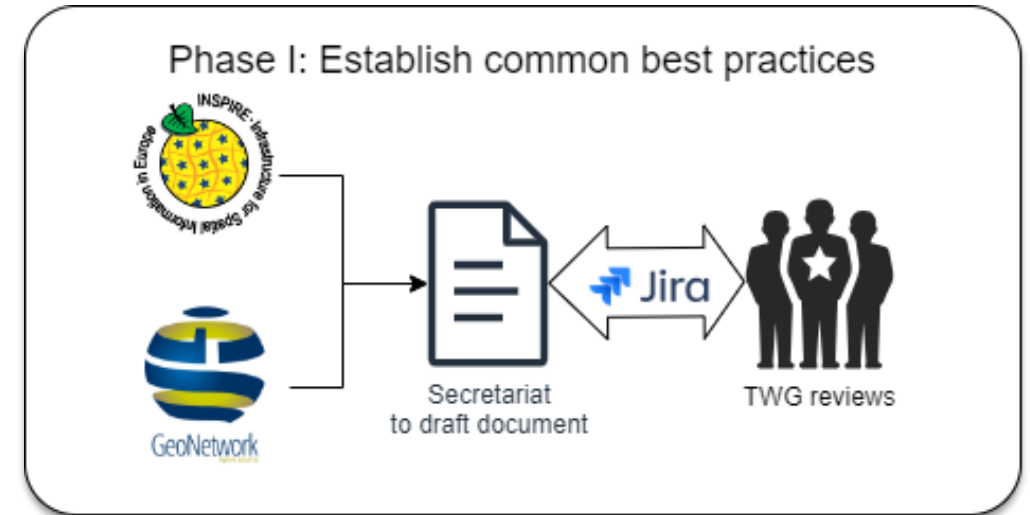 Phase I: Establish common best practices
INSPIRE · Infrastructure for Spatial Information in Europe
Jira
Secretariat
to draft document
TWG reviews
GeoNetwork